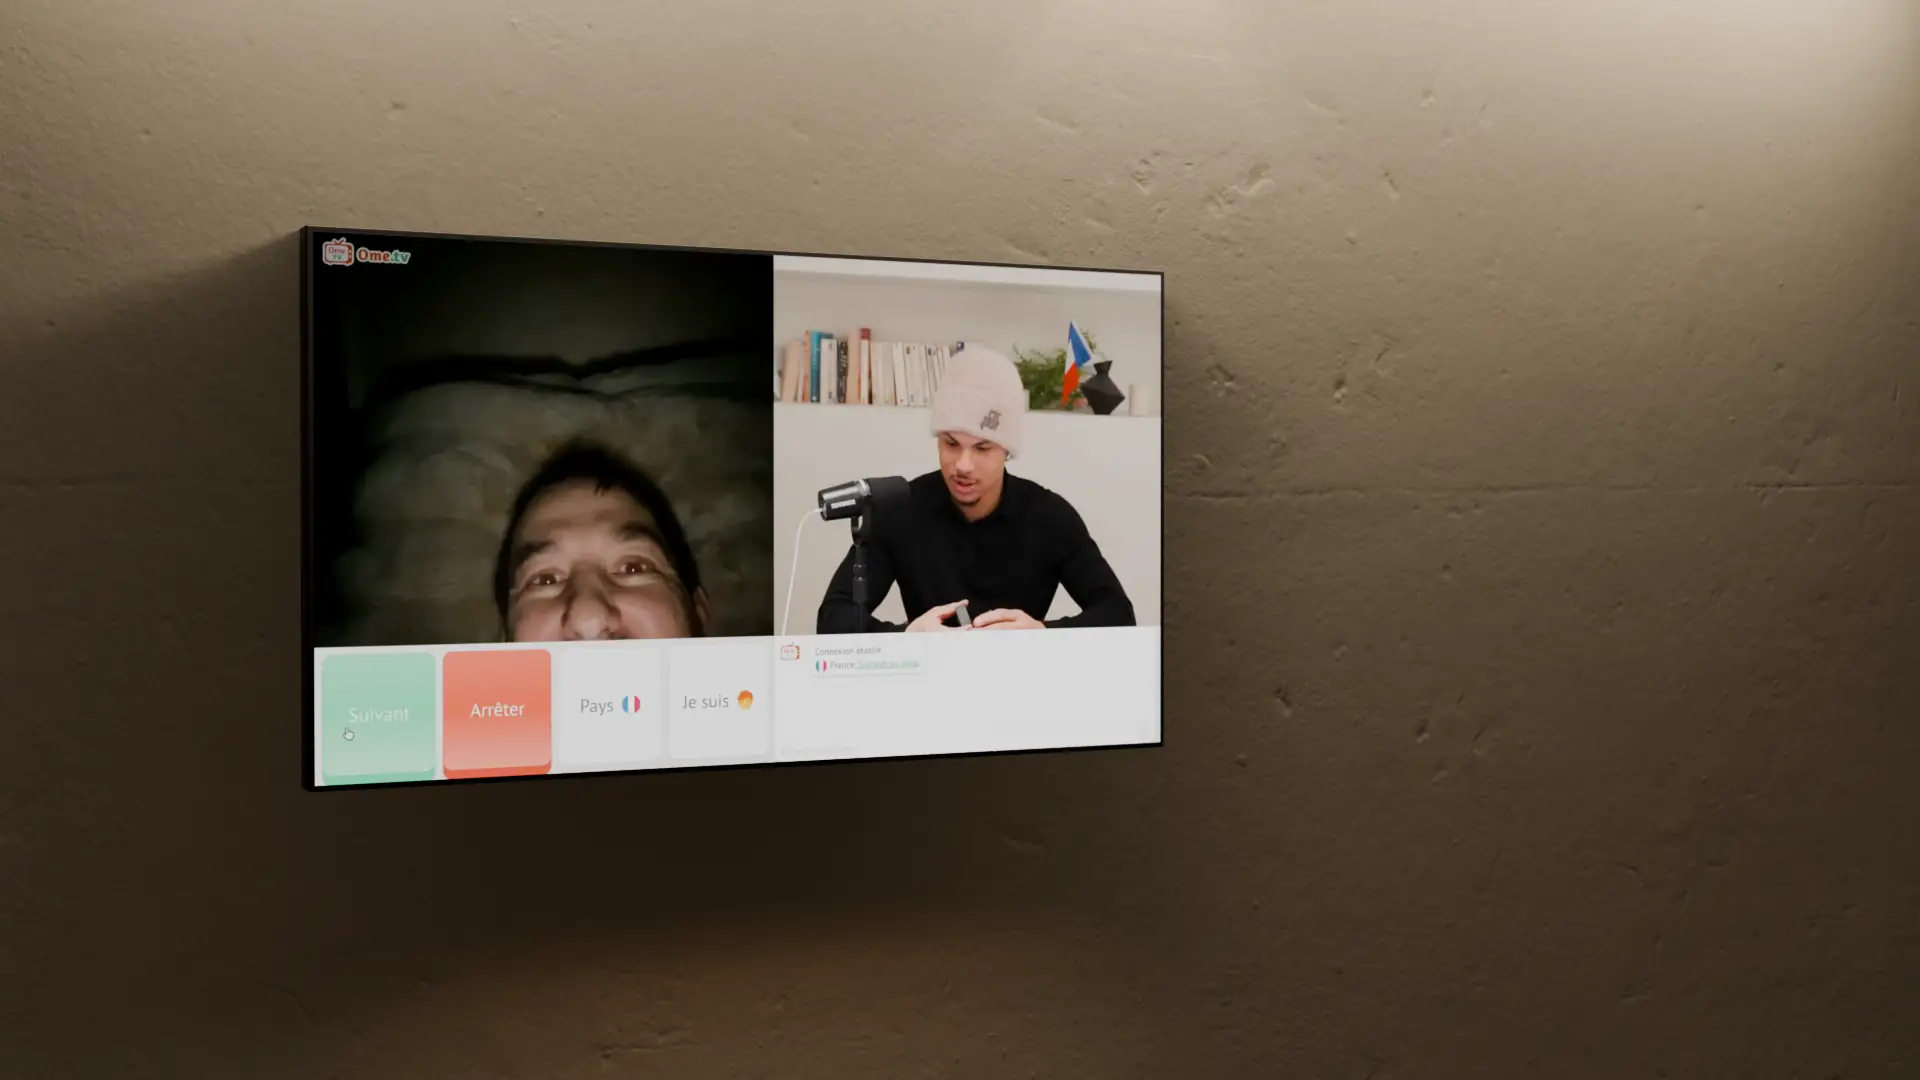 Ome.tv
Suivant
Arrêter
Pays
Je suis
Connexion établie
France